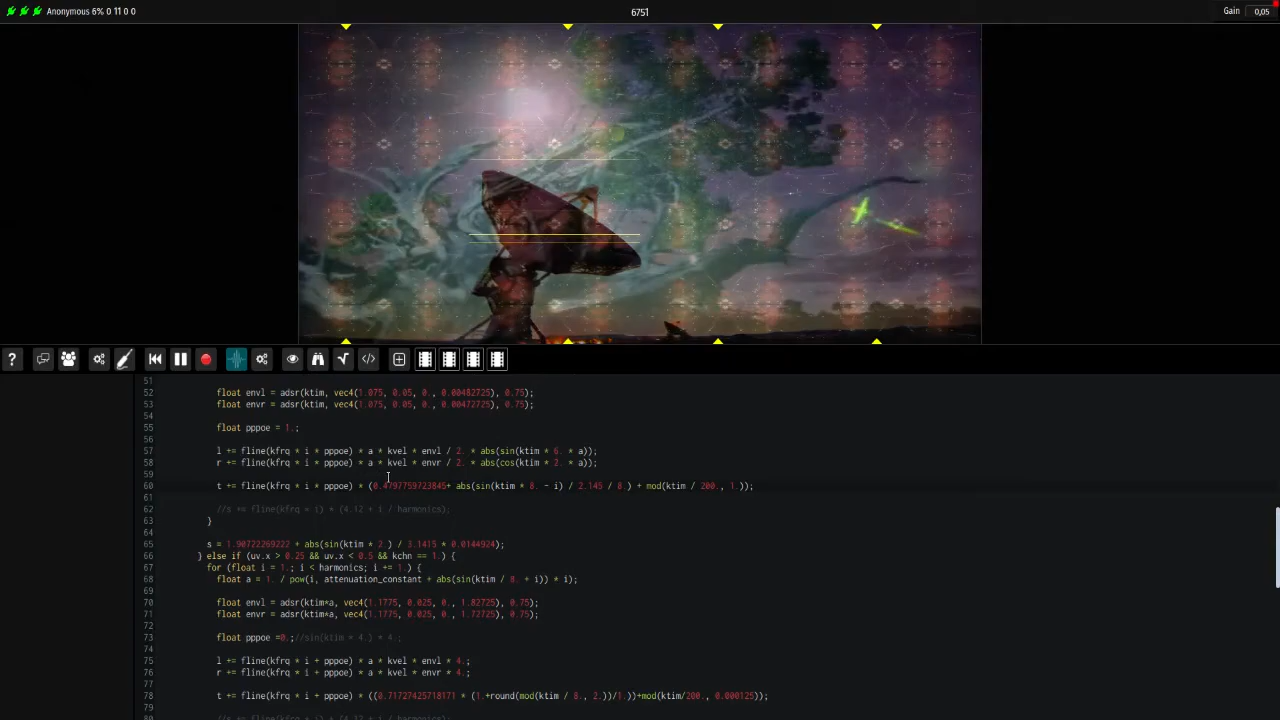 Anonymous 6% 0 11 0 0
6751
Gain 0,05
?
51
52 float envl = adsr(ktim, vec4(1.075, 0.05, 0., 0.00482725), 0.75);
53 float envr = adsr(ktim, vec4(1.075, 0.05, 0., 0.00472725), 0.75);
54
55 float pppoe = 1.;
56
57 l += fline(kfrq * i * pppoe) * a * kvel * envl / 2. * abs(sin(ktim * 6. * a));
58 r += fline(kfrq * i * pppoe) * a * kvel * envr / 2. * abs(cos(ktim * 2. * a));
59
60 t += fline(kfrq * i * pppoe) * (0.4797759723845+ abs(sin(ktim * 8. - i) / 2.145 / 8.) + mod(ktim / 200., 1.));
61
62 //s += fline(kfrq * i) * (4.12 + i / harmonics);
63 }
64
65 s = 1.90722269222 + abs(sin(ktim * 2.) / 3.1415 * 0.0144924);
66 } else if (uv.x > 0.25 && uv.x < 0.5 && kchn == 1.) {
67 for (float i = 1.; i < harmonics; i += 1.) {
68 float a = 1. / pow(i, attenuation_constant + abs(sin(ktim / 8. + i)) * i);
69
70 float envl = adsr(ktim*a, vec4(1.1775, 0.025, 0., 1.82725), 0.75);
71 float envr = adsr(ktim*a, vec4(1.1775, 0.025, 0., 1.72725), 0.75);
72
73 float pppoe =0.;//sin(ktim * 4.) * 4.;
74
75 l += fline(kfrq * i + pppoe) * a * kvel * envl * 4.;
76 r += fline(kfrq * i + pppoe) * a * kvel * envr * 4.;
77
78 t += fline(kfrq * i + pppoe) * ((0.71727425718171 * (1.+round(mod(ktim / 8., 2.))/1.))+mod(ktim/200., 0.000125));
79
80 //s += fline(kfrq * i) * (4.12 + i / harmonics);